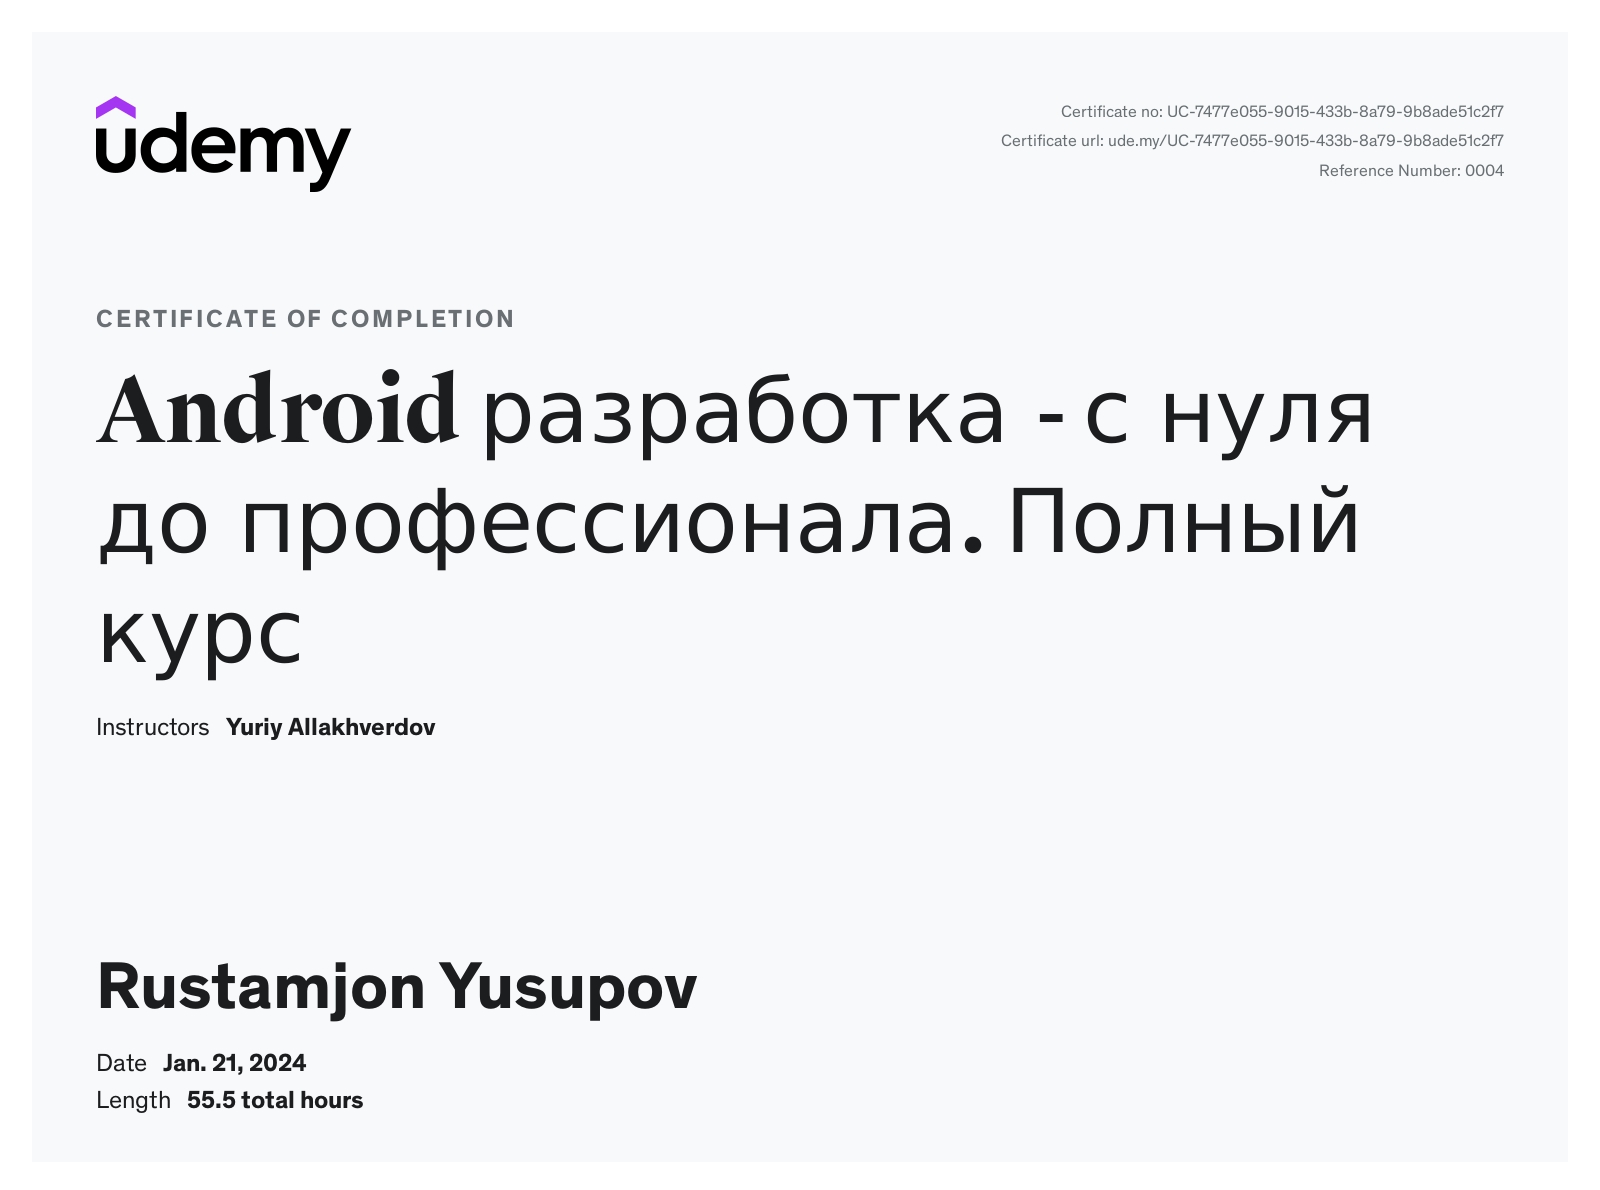 udemy
Certificate no: UC-7477e055-9015-433b-8a79-9b8ade51c2f7
Certificate url: ude.my/UC-7477e055-9015-433b-8a79-9b8ade51c2f7
Reference Number: 0004
CERTIFICATE OF COMPLETION
Android разработка - с нуля
до профессионала. Полный
курс
Instructors Yuriy Allakhverdov
Rustamjon Yusupov
Date Jan. 21, 2024
Length 55.5 total hours